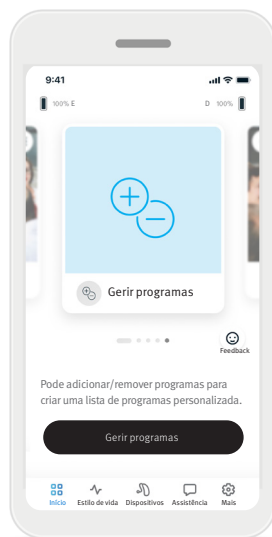 9:41
100% E
D 100%
Gerir programas
Feedback
Pode adicionar/remover programas para
criar uma lista de programas personalizada.
Gerir programas
Início Estilo de vida Dispositivos Assistência Mais